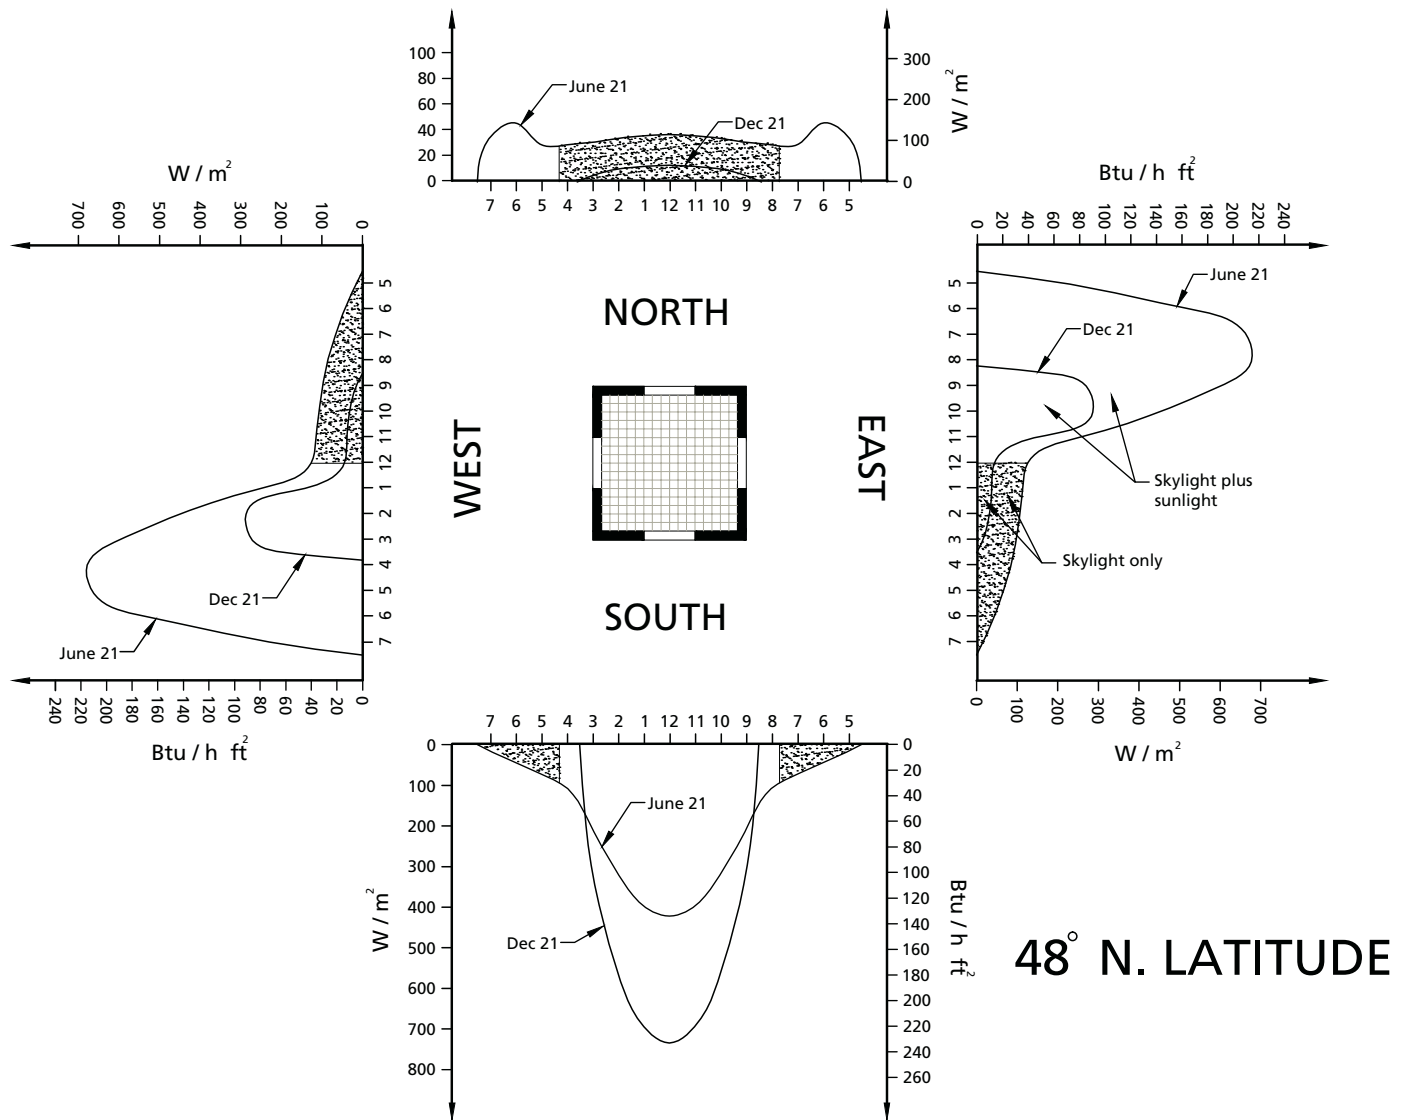 100
80
60
40
20
0
June 21
Dec 21
300
200
100
0
W / m²
7 6 5 4 3 2 1 12 11 10 9 8 7 6 5
W / m²
700 600 500 400 300 200 100 0
5
6
7
8
9
10
11
12
1
2
3
4
5
6
7
Dec 21
June 21
240 220 200 180 160 140 120 100 80 60 40 20 0
Btu / h ft²
NORTH
WEST
EAST
SOUTH
Btu / h ft²
0 20 40 60 80 100 120 140 160 180 200 220 240
5
6
7
8
9
10
11
12
1
2
3
4
5
6
7
June 21
Dec 21
Skylight plus
sunlight
Skylight only
0 100 200 300 400 500 600 700
W / m²
7 6 5 4 3 2 1 12 11 10 9 8 7 6 5
0
100
200
300
400
500
600
700
800
W / m²
June 21
Dec 21
0
20
40
60
80
100
120
140
160
180
200
220
240
260
Btu / h ft²
48° N. LATITUDE